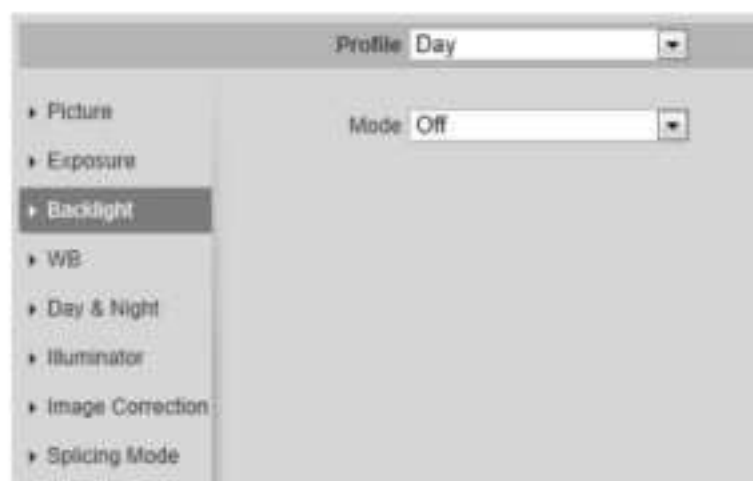 Profile Day
Picture
Mode Off
Exposure
Backlight
WB
Day & Night
Illuminator
Image Correction
Splicing Mode